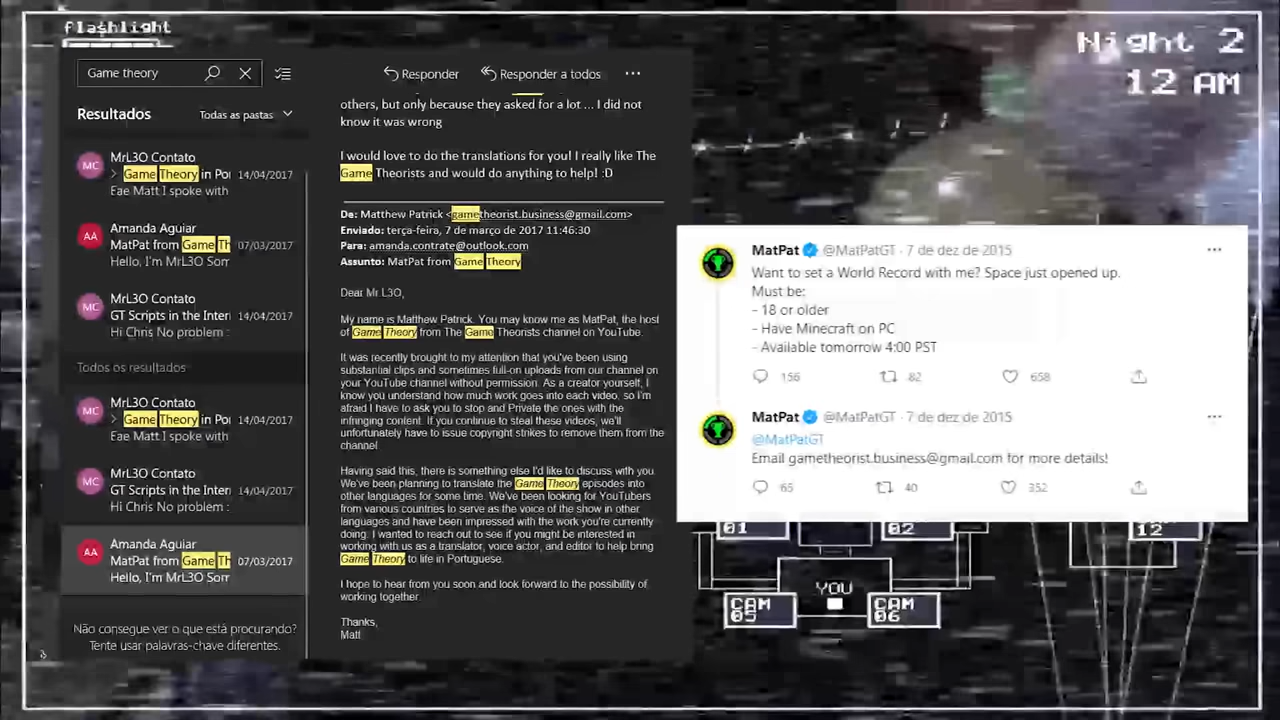 flashlight
Night 2
12 AM
Game theory
Responder
Responder a todos
Resultados
Todas as pastas
MrL3O Contato
> Game Theory in Por 14/04/2017
Eae Matt I spoke with
Amanda Aguiar
MatPat from Game Th 07/03/2017
Hello, I'm MrL3O Sorr
MrL3O Contato
GT Scripts in the Inter 14/04/2017
Hi Chris No problem :
Todos os resultados
MrL3O Contato
> Game Theory in Por 14/04/2017
Eae Matt I spoke with
MrL3O Contato
GT Scripts in the Inter 14/04/2017
Hi Chris No problem :
Amanda Aguiar
MatPat from Game Th 07/03/2017
Hello, I'm MrL3O Sorr
Não consegue ver o que está procurando?
Tente usar palavras-chave diferentes.
MC
AA
MC
MC
MC
AA
others, but only because they asked for a lot ... I did not
know it was wrong
I would love to do the translations for you! I really like The
Game Theorists and would do anything to help! :D
De: Matthew Patrick <gametheorist.business@gmail.com>
Enviado: terça-feira, 7 de março de 2017 11:46:30
Para: amanda.contrate@outlook.com
Assunto: MatPat from Game Theory
Dear Mr L3O,
My name is Matthew Patrick. You may know me as MatPat, the host
of Game Theory from The Game Theorists channel on YouTube.
It was recently brought to my attention that you've been using
substantial clips and sometimes full-on uploads from our channel on
your YouTube channel without permission. As a creator yourself, I
know you understand how much work goes into each video, so I'm
afraid I have to ask you to stop and Private the ones with the
infringing content. If you continue to steal these videos, we'll
unfortunately have to issue copyright strikes to remove them from the
channel.
Having said this, there is something else I'd like to discuss with you.
We've been planning to translate the Game Theory episodes into
other languages for some time. We've been looking for YouTubers
from various countries to serve as the voice of the show in other
languages and have been impressed with the work you're currently
doing. I wanted to reach out to see if you might be interested in
working with us as a translator, voice actor, and editor to help bring
Game Theory to life in Portuguese.
I hope to hear from you soon and look forward to the possibility of
working together.
Thanks,
Matt
MatPat @MatPatGT · 7 de dez de 2015
Want to set a World Record with me? Space just opened up.
Must be:
- 18 or older
- Have Minecraft on PC
- Available tomorrow 4:00 PST
156 82 658
MatPat @MatPatGT · 7 de dez de 2015
@MatPatGT
Email gametheorist.business@gmail.com for more details!
65 40 352
01
02
12
YOU
CAM
05
CAM
06